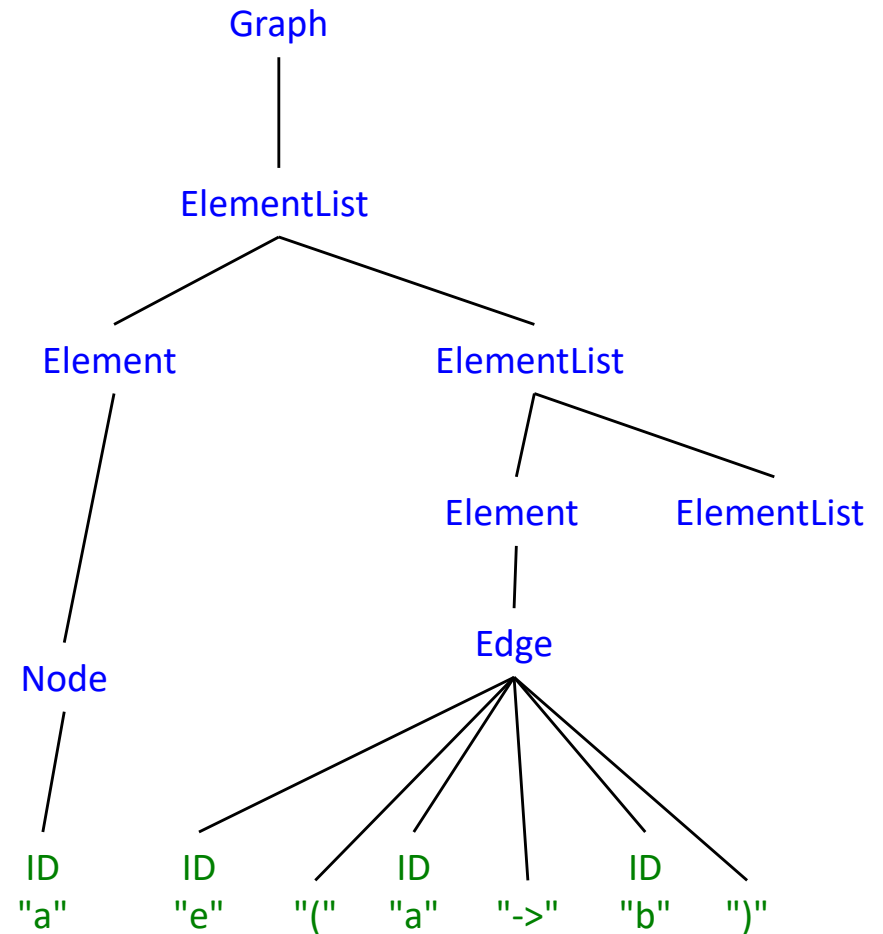 Graph
ElementList
Element ElementList
Element ElementList
Edge
Node
ID ID ID ID
"a" "e" "(" "a" "->" "b" ")"